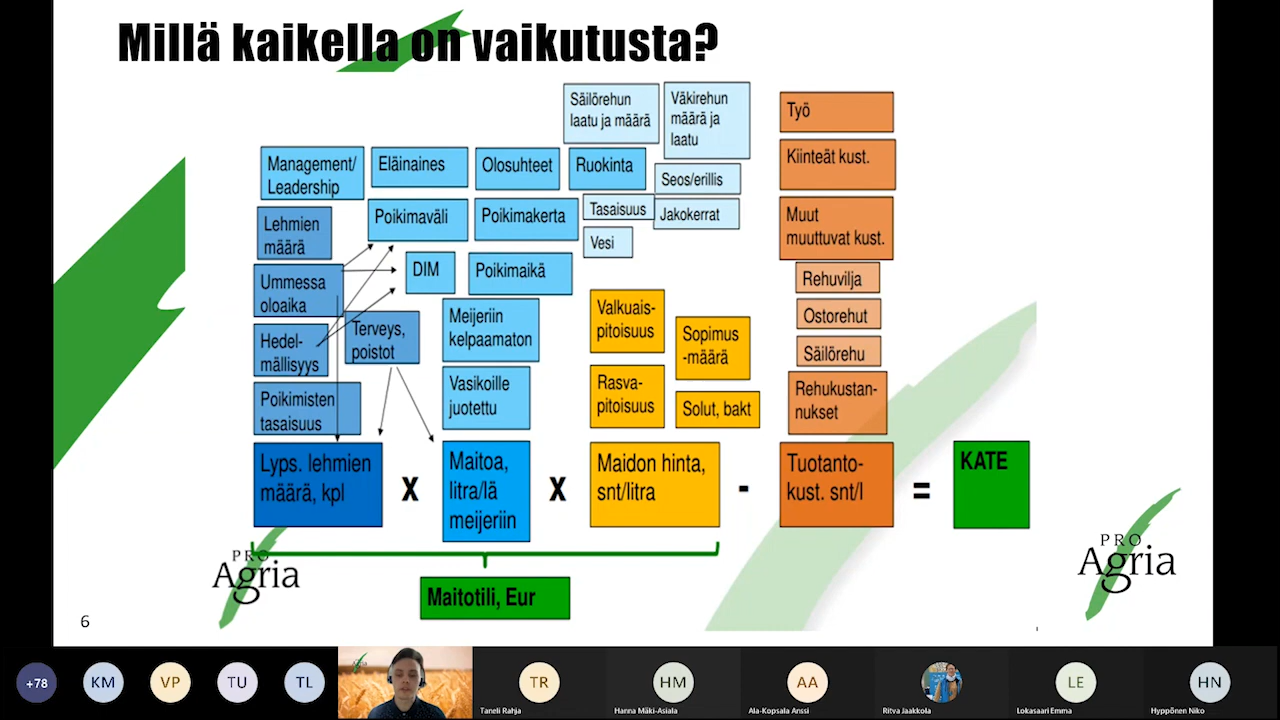 Millä kaikella on vaikutusta?
Säilörehun
laatu ja määrä
Väkirehun
määrä ja
laatu
Työ
Management/
Leadership
Eläinaines
Olosuhteet
Ruokinta
Seos/erillis
Kiinteät kust.
Lehmien
määrä
Poikimaväli
Poikimakerta
Tasaisuus
Jakokerrat
Vesi
Muut
muuttuvat kust.
Ummessa
oloaika
DIM
Poikimaikä
Rehuvilja
Hedel-
mällisyys
Terveys,
poistot
Meijeriin
kelpaamaton
Valkuais-
pitoisuus
Sopimus
-määrä
Ostorehut
Säilörehu
Poikimisten
tasaisuus
Vasikoille
juotettu
Rasva-
pitoisuus
Solut, bakt
Rehukustan-
nukset
Lyps. lehmien
määrä, kpl
x
Maitoa,
litra/lä
meijeriin
x
Maidon hinta,
snt/litra
-
Tuotanto-
kust. snt/l
=
KATE
PRO
Agria
PRO
Agria
Maitotili, Eur
6
+78
KM
VP
TU
TL
TR
Taneli Rahja
HM
Hanna Mäki-Asiala
AA
Ala-Kopsala Anssi
Ritva Jaakkola
LE
Lokasaari Emma
HN
Hyppönen Niko